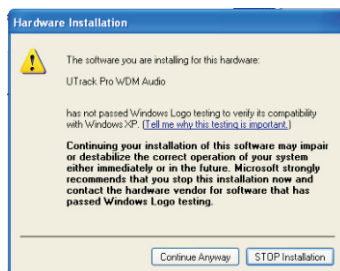 Hardware Installation
The software you are installing for this hardware:
UTrack Pro WDM Audio
has not passed Windows Logo testing to verify its compatibility
with Windows XP. (Tell me why this testing is important.)
Continuing your installation of this software may impair
or destabilize the correct operation of your system
either immediately or in the future. Microsoft strongly
recommends that you stop this installation now and
contact the hardware vendor for software that has
passed Windows Logo testing.
Continue Anyway
STOP Installation